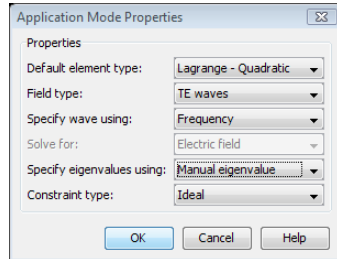 Application Mode Properties
Properties
Default element type: Lagrange - Quadratic
Field type: TE waves
Specify wave using: Frequency
Solve for: Electric field
Specify eigenvalues using: Manual eigenvalue
Constraint type: Ideal
OK Cancel Help